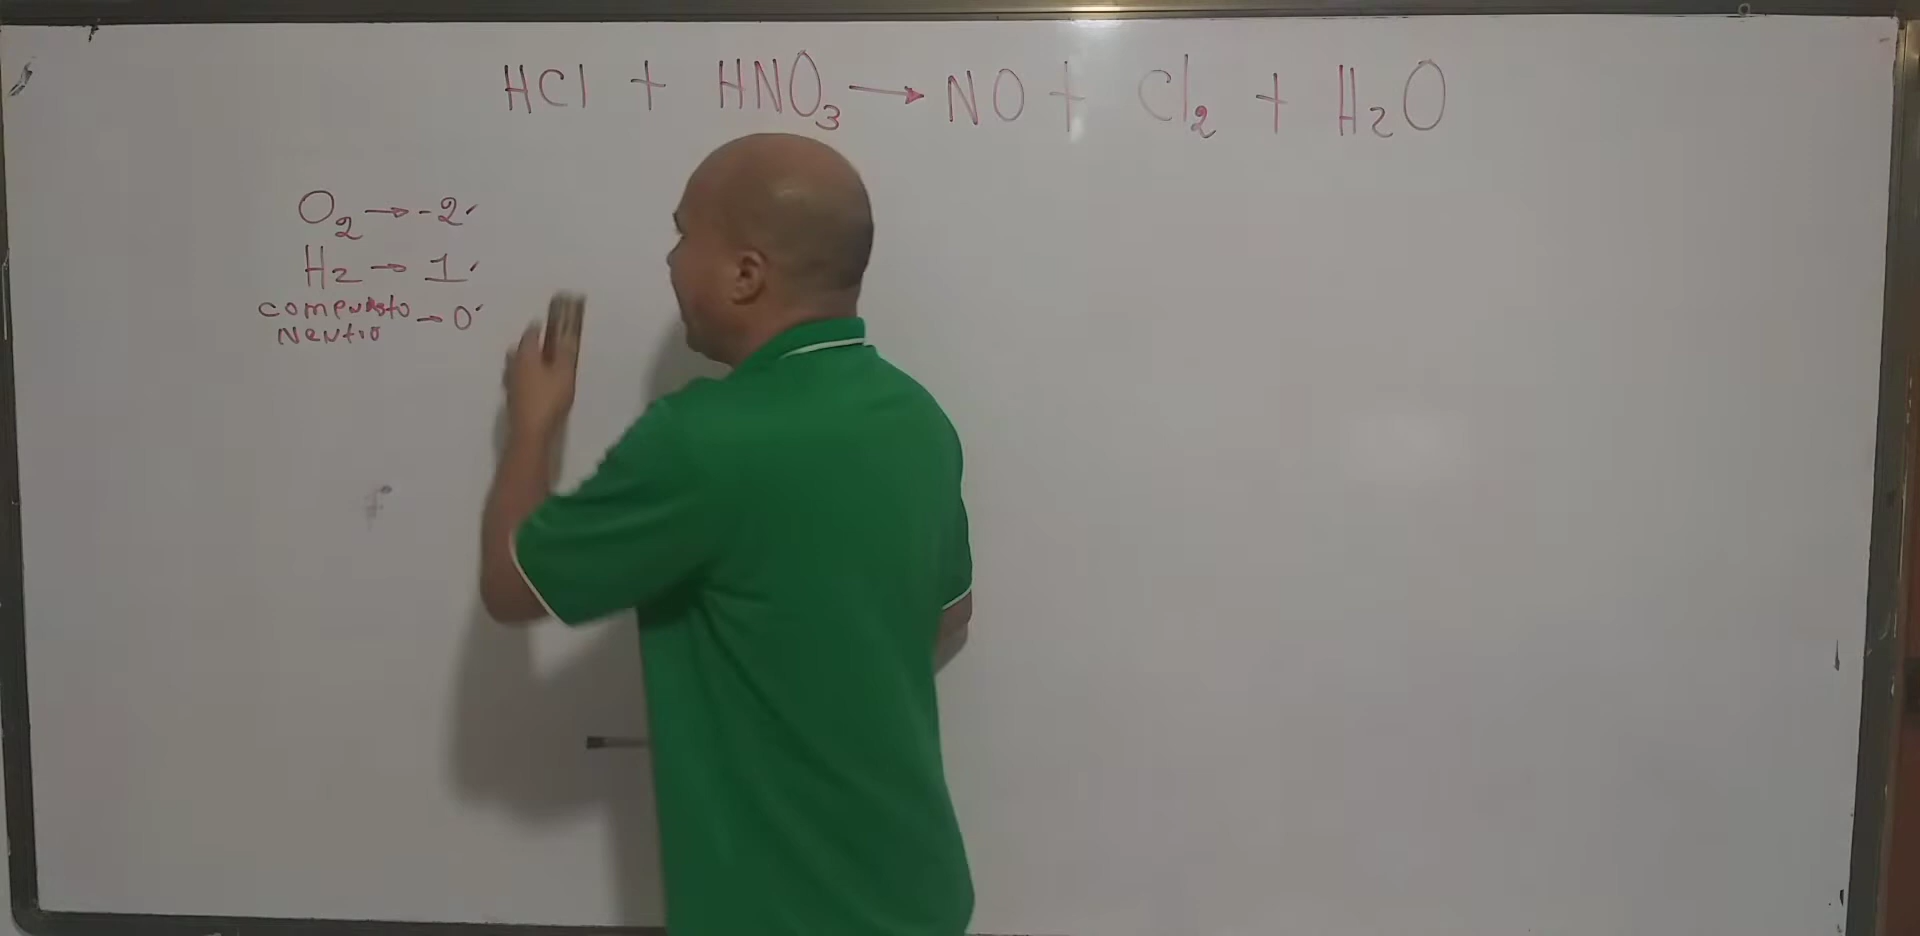 HCl + HNO₃ → NO + Cl₂ + H₂O
O₂ → -2
H₂ → 1
compuesto → 0
Neutro